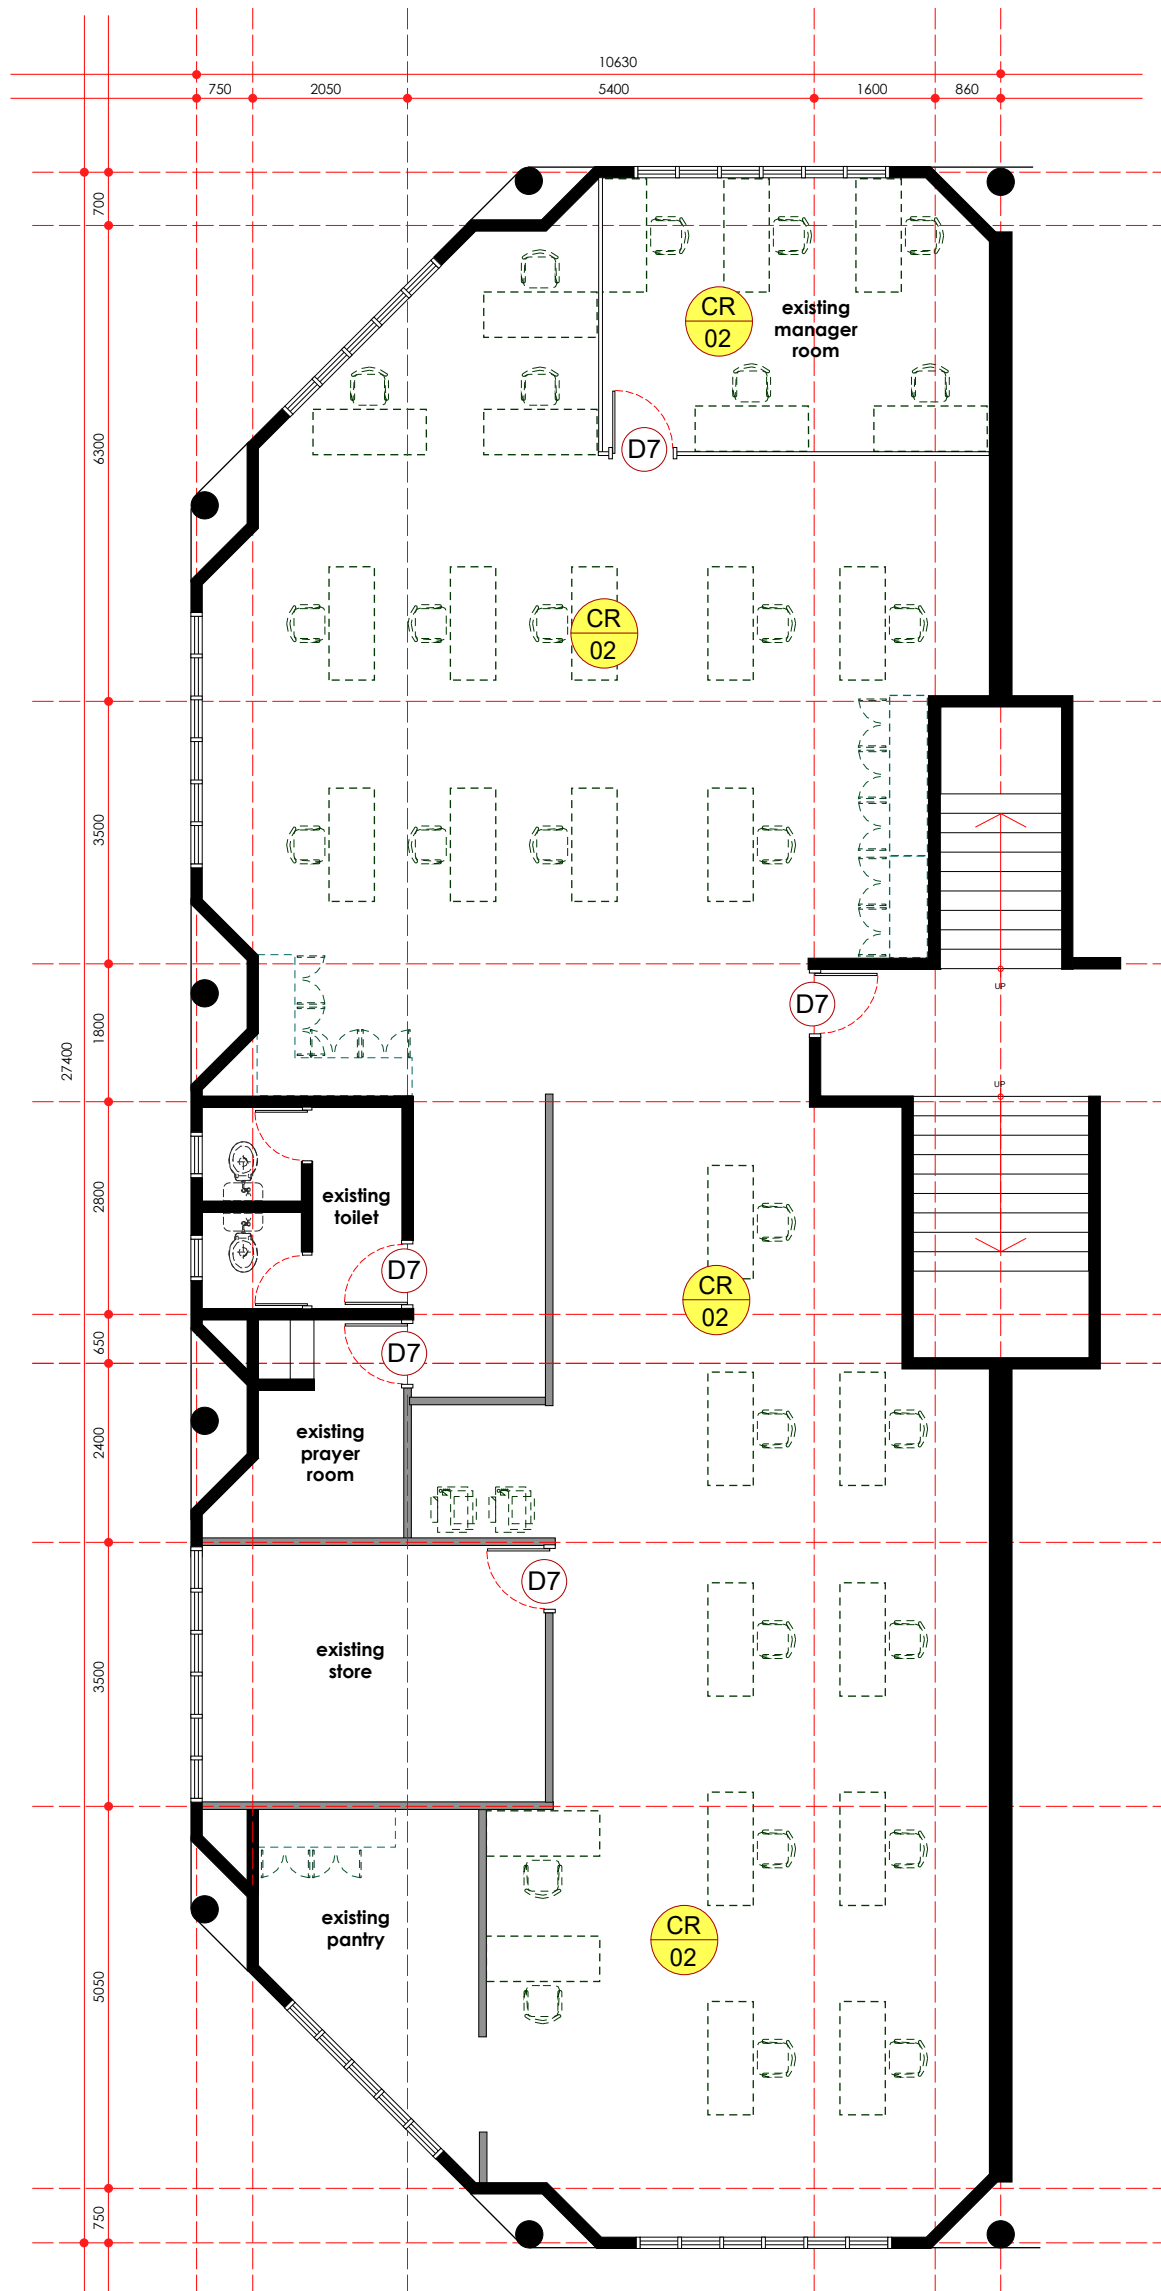 10630
750
2050
5400
1600
860
700
6300
3500
1800
27400
2800
650
2400
3500
5050
750
CR
02
existing
manager
room
D7
CR
02
D7
UP
UP
existing
toilet
D7
CR
02
D7
existing
prayer
room
D7
existing
store
existing
pantry
CR
02